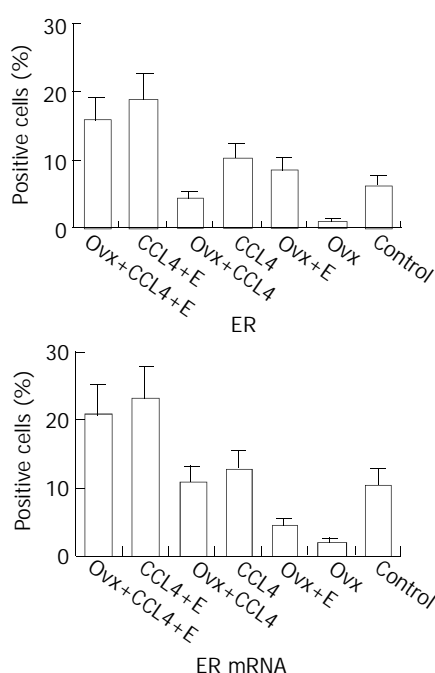 30
20
10
0
Positive cells (%)
Ovx+CCL4+E
CCL4+E
Ovx+CCL4
CCL4
Ovx+E
Ovx
Control
ER
30
20
10
0
Positive cells (%)
Ovx+CCL4+E
CCL4+E
Ovx+CCL4
CCL4
Ovx+E
Ovx
Control
ER mRNA